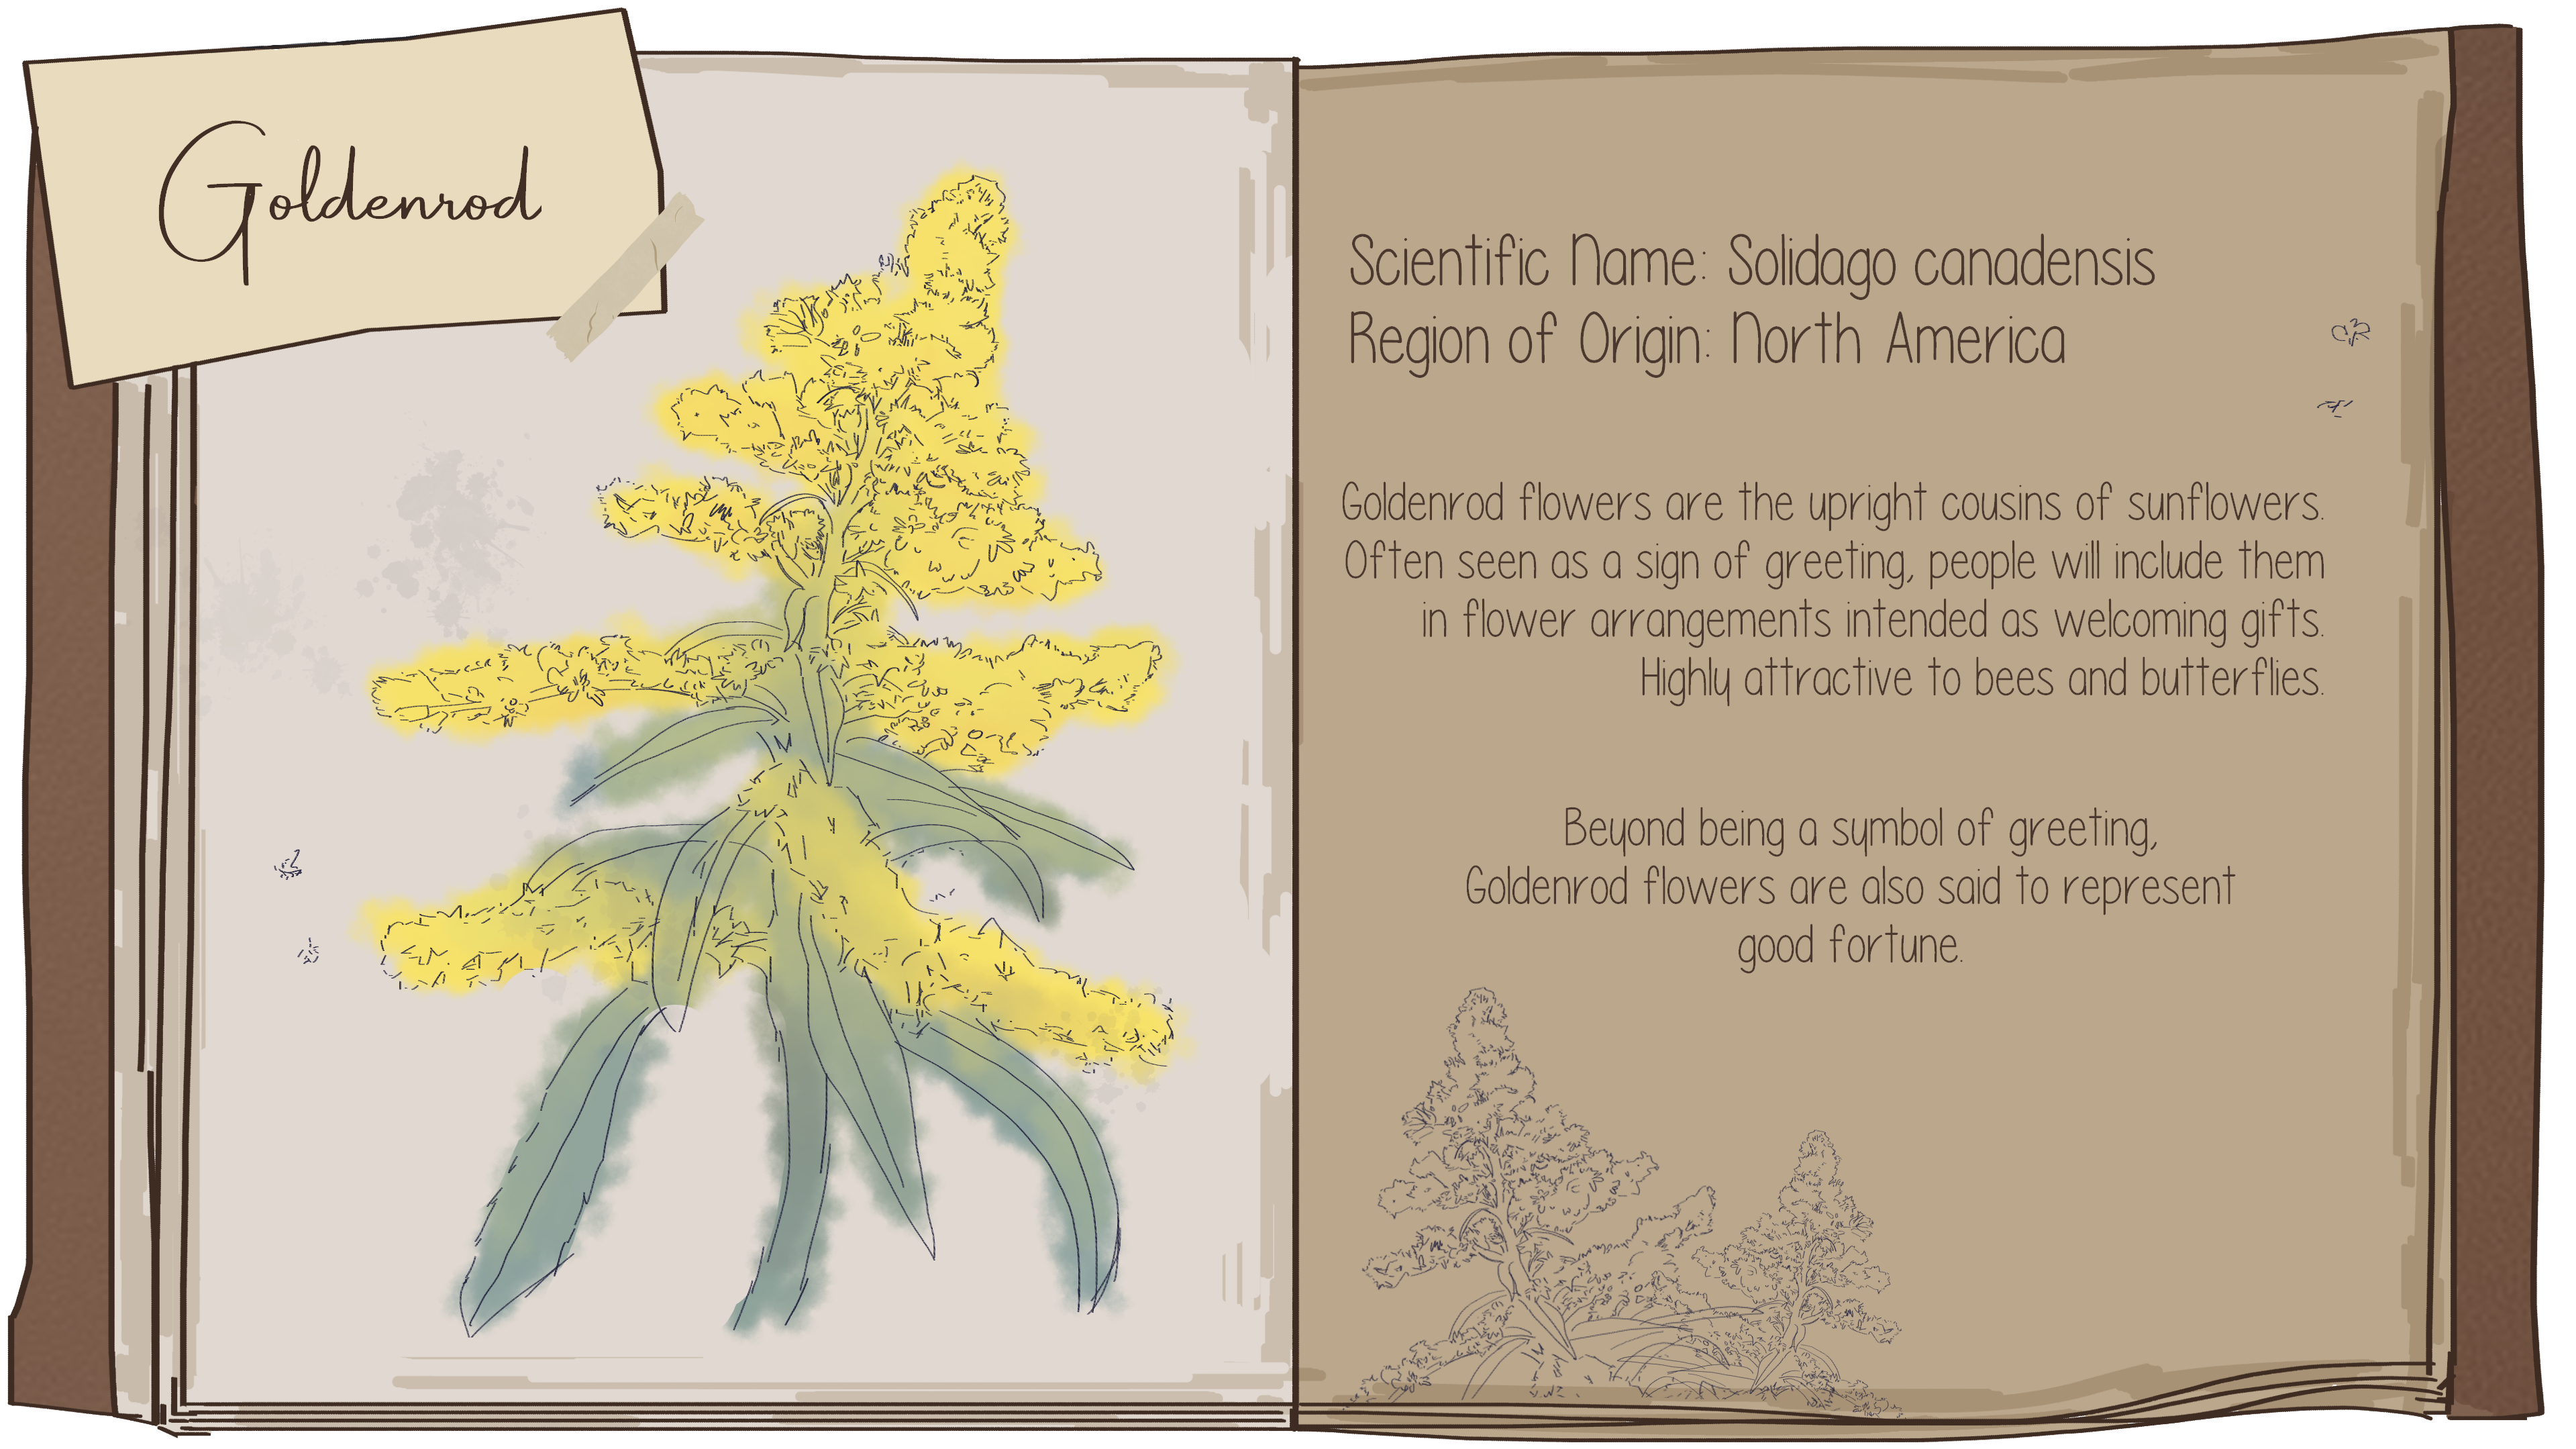 Goldenrod
Scientific Name: Solidago canadensis
Region of Origin: North America
Goldenrod flowers are the upright cousins of sunflowers.
Often seen as a sign of greeting, people will include them
in flower arrangements intended as welcoming gifts.
Highly attractive to bees and butterflies.
Beyond being a symbol of greeting,
Goldenrod flowers are also said to represent
good fortune.